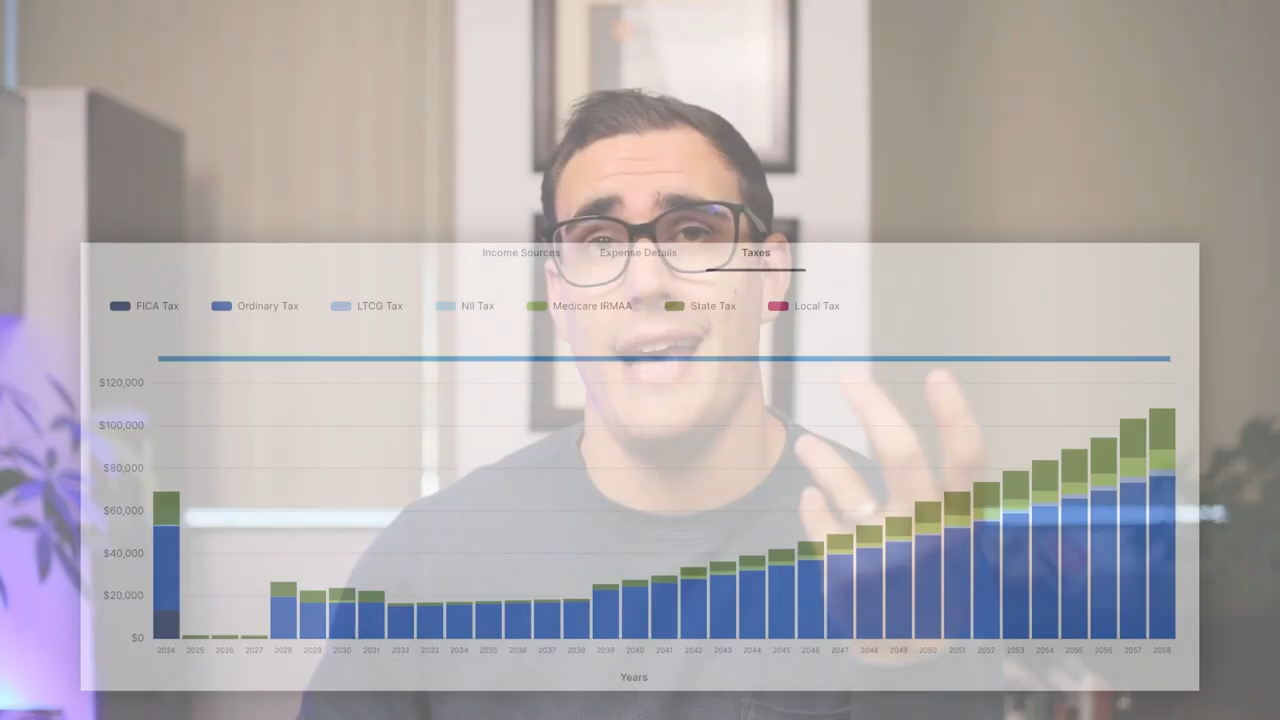 Income Sources Expense Details Taxes
FICA Tax Ordinary Tax LTCG Tax NII Tax Medicare IRMAA State Tax Local Tax
$120,000
$100,000
$80,000
$60,000
$40,000
$20,000
$0
2024 2025 2026 2027 2028 2029 2030 2031 2032 2033 2034 2035 2036 2037 2038 2039 2040 2041 2042 2043 2044 2045 2046 2047 2048 2049 2050 2051 2052 2053 2054 2055 2056 2057 2058
Years